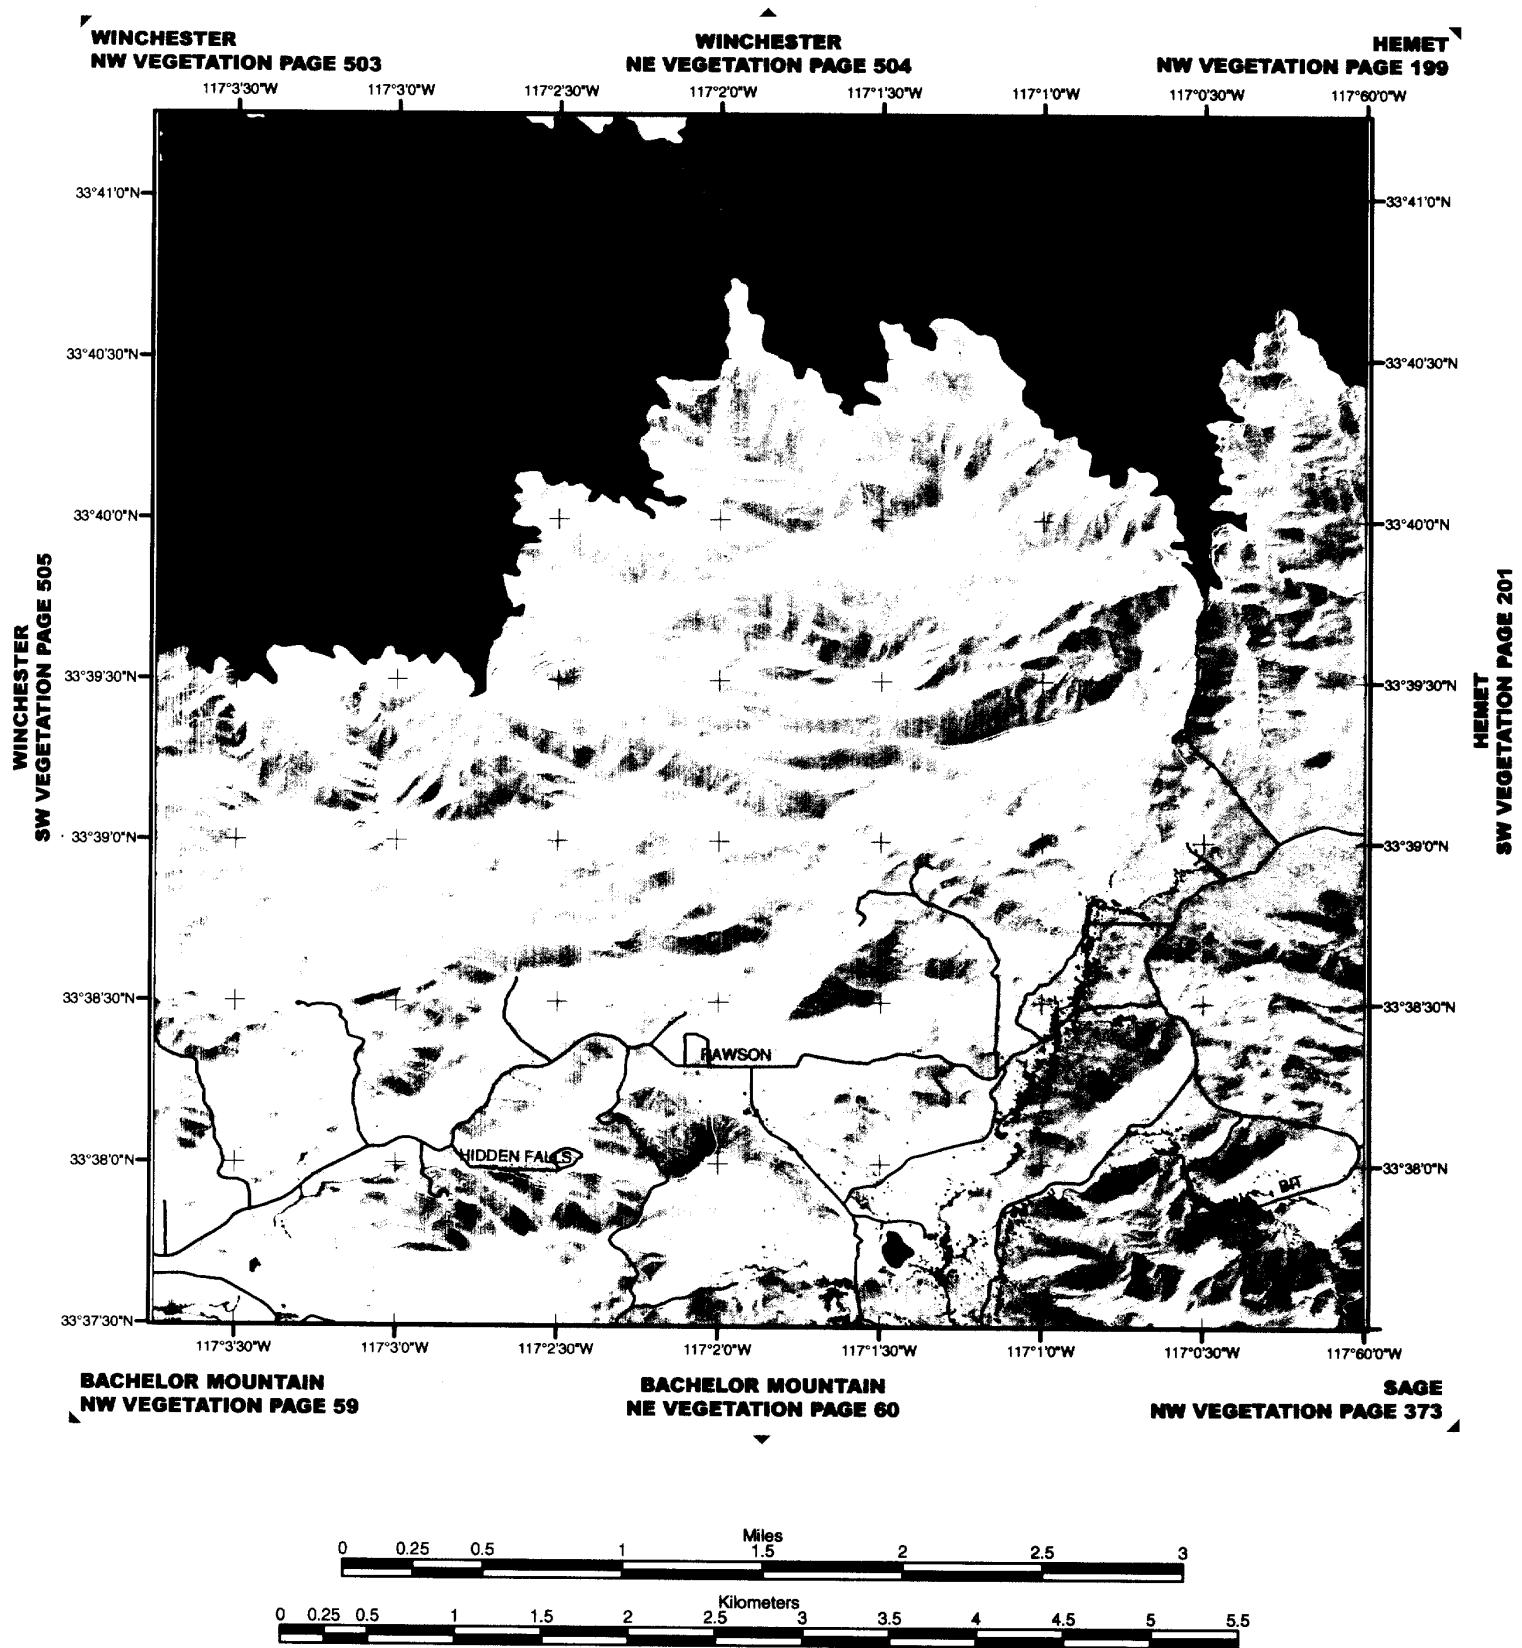 WINCHESTER
NW VEGETATION PAGE 503
WINCHESTER
NE VEGETATION PAGE 504
HEMET
NW VEGETATION PAGE 199
117°3'30"W 117°3'0"W 117°2'30"W 117°2'0"W 117°1'30"W 117°1'0"W 117°0'30"W 117°60'0"W
33°41'0"N 33°41'0"N
33°40'30"N 33°40'30"N
33°40'0"N 33°40'0"N
WINCHESTER
SW VEGETATION PAGE 505
HEMET
SW VEGETATION PAGE 201
33°39'30"N 33°39'30"N
33°39'0"N 33°39'0"N
33°38'30"N 33°38'30"N
RAWSON
HIDDEN FALLS
33°38'0"N 33°38'0"N
BIT
33°37'30"N
117°3'30"W 117°3'0"W 117°2'30"W 117°2'0"W 117°1'30"W 117°1'0"W 117°0'30"W 117°60'0"W
BACHELOR MOUNTAIN
NW VEGETATION PAGE 59
BACHELOR MOUNTAIN
NE VEGETATION PAGE 60
SAGE
NW VEGETATION PAGE 373
Miles
0 0.25 0.5 1 1.5 2 2.5 3
Kilometers
0 0.25 0.5 1 1.5 2 2.5 3 3.5 4 4.5 5 5.5